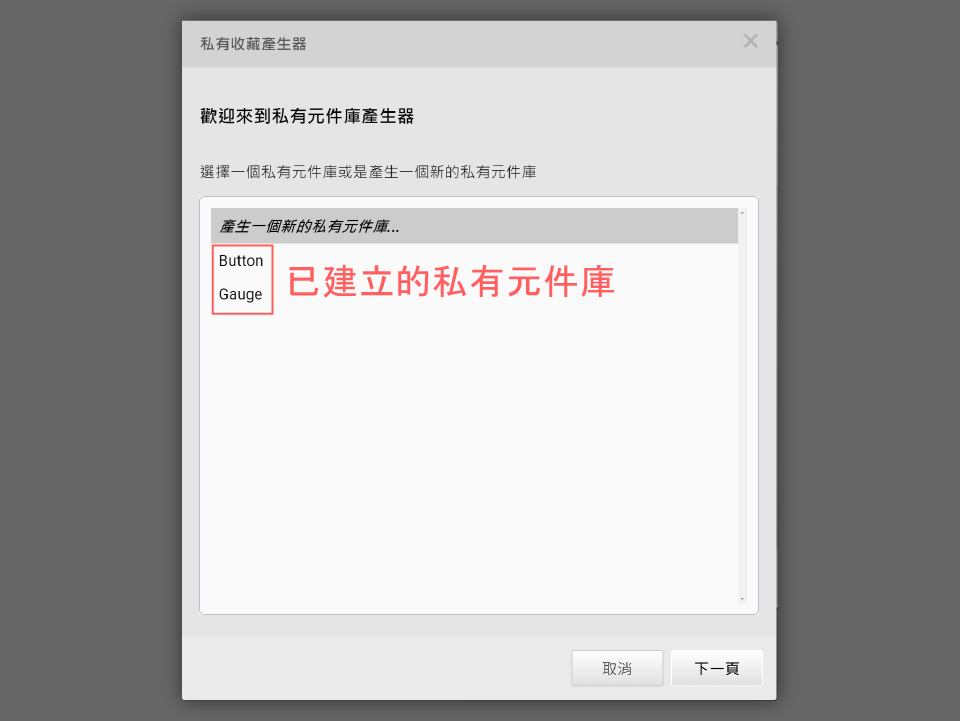 私有收藏產生器
歡迎來到私有元件庫產生器
選擇一個私有元件庫或是產生一個新的私有元件庫
產生一個新的私有元件庫...
Button
已建立的私有元件庫
Gauge
取消
下一頁